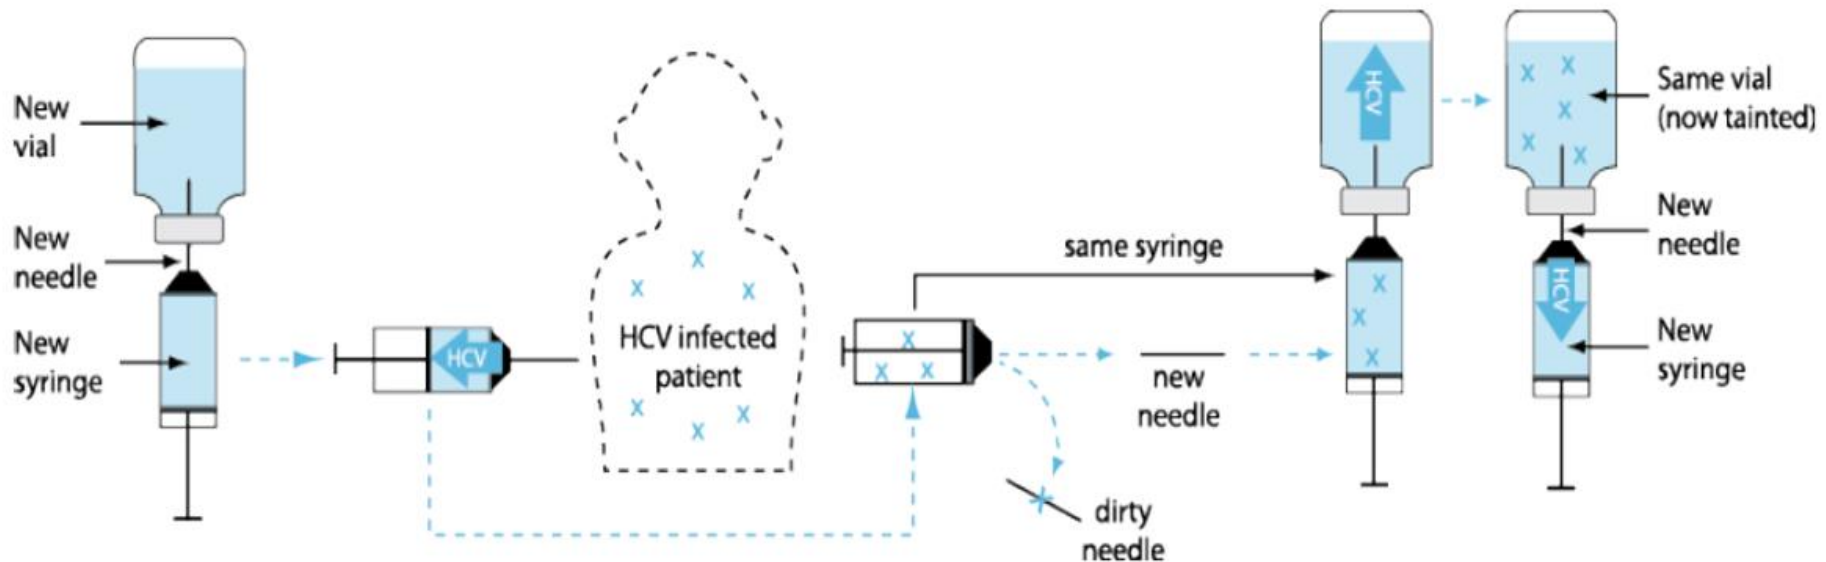 New
vial
New
needle
New
syringe
HCV
HCV infected
patient
same syringe
new
needle
dirty
needle
HCV
HCV
Same vial
(now tainted)
New
needle
New
syringe